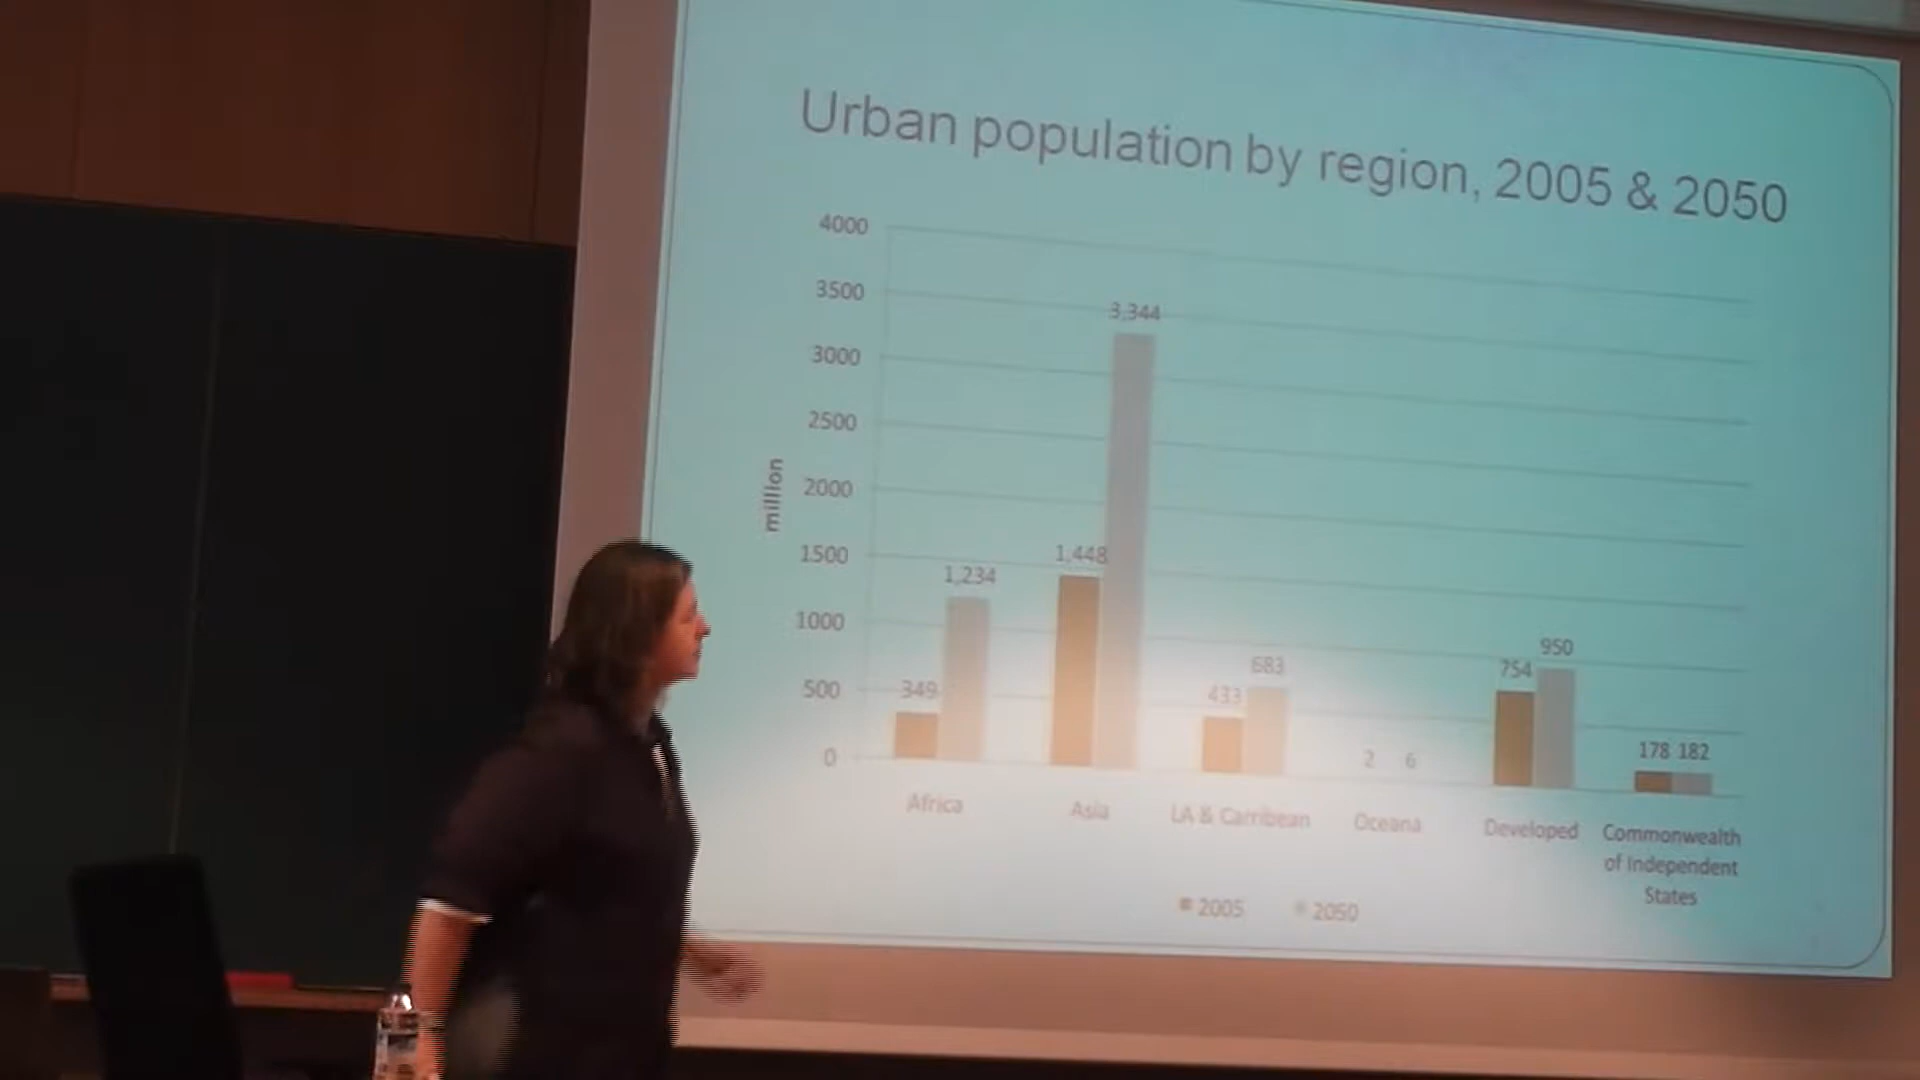 Urban population by region, 2005 & 2050
million
4000
3500
3000
2500
2000
1500
1000
500
0
349
1,234
1,448
3,344
433
683
2
6
754
950
178 182
Africa
Asia
LA & Carribean
Oceana
Developed
Commonwealth
of Independent
States
2005
2050